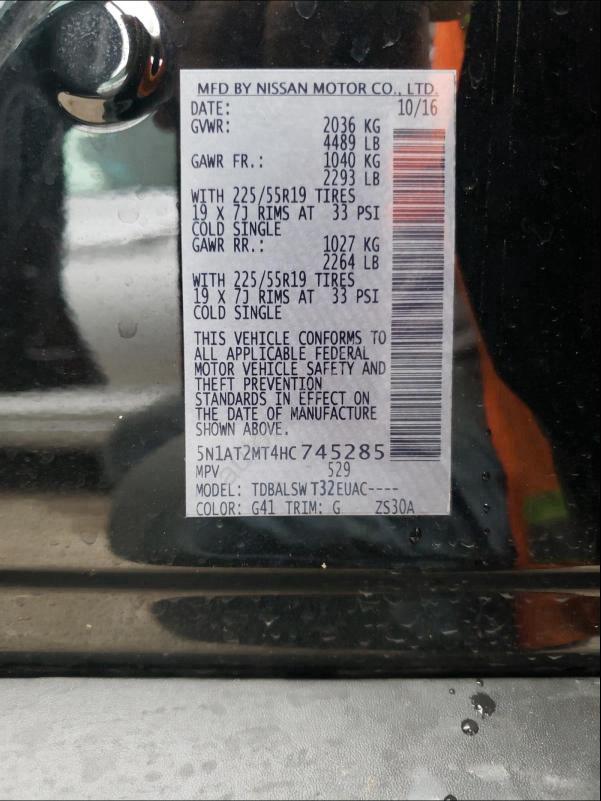 MFD BY NISSAN MOTOR CO., LTD.
DATE: 10/16
GVWR: 2036 KG
4489 LB
GAWR FR.: 1040 KG
2293 LB
WITH 225/55R19 TIRES
19 X 7J RIMS AT 33 PSI
COLD SINGLE
GAWR RR.: 1027 KG
2264 LB
WITH 225/55R19 TIRES
19 X 7J RIMS AT 33 PSI
COLD SINGLE
THIS VEHICLE CONFORMS TO
ALL APPLICABLE FEDERAL
MOTOR VEHICLE SAFETY AND
THEFT PREVENTION
STANDARDS IN EFFECT ON
THE DATE OF MANUFACTURE
SHOWN ABOVE.
5N1AT2MT4HC745285
MPV 529
MODEL: TDBALSWT32EUAC----
COLOR: G41 TRIM: G ZS30A